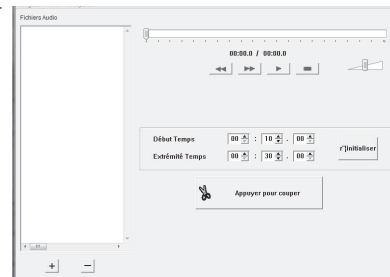 Fichiers Audio
00:00.0 / 00:00.0
Début Temps 00 : 10 . 00
Extrémité Temps 00 : 30 . 00
Appuyer pour couper